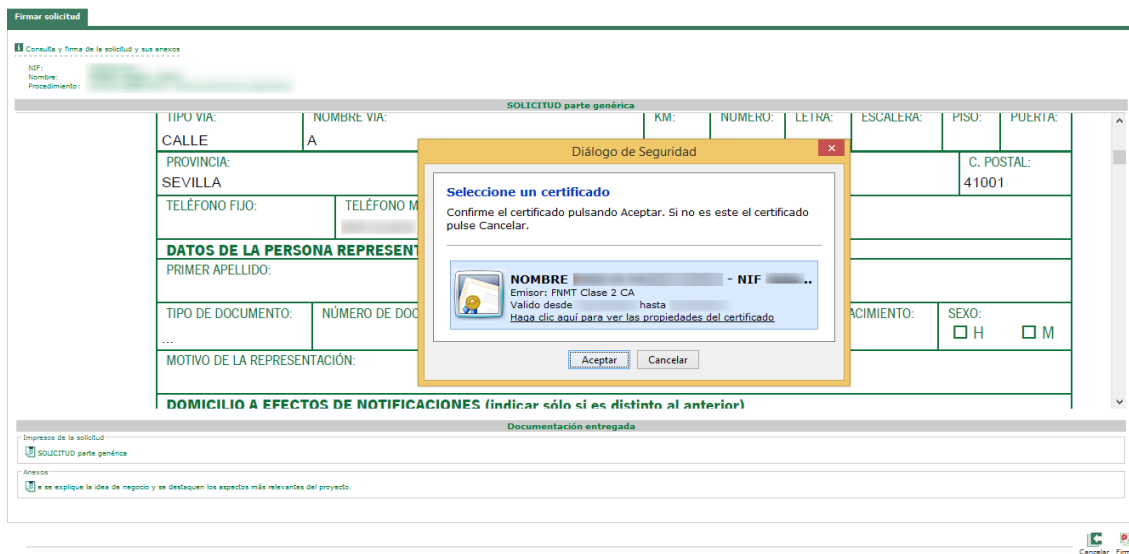 Firmar solicitud
Consulta y firma de la solicitud y sus anexos
NIF:
Nombre:
Procedimiento:
SOLICITUD parte genérica
TIPO VIA: NOMBRE VIA: KM: NÚMERO: LETRA: ESCALERA: PISO: PUERTA:
CALLE A
PROVINCIA: C. POSTAL:
SEVILLA 41001
TELÉFONO FIJO: TELÉFONO M
DATOS DE LA PERSONA REPRESENT
PRIMER APELLIDO:
TIPO DE DOCUMENTO: NÚMERO DE DOC ACIMIENTO: SEXO:
... H M
MOTIVO DE LA REPRESENTACIÓN:
DOMICILIO A EFECTOS DE NOTIFICACIONES (indicar sólo si es distinto al anterior)
Diálogo de Seguridad
Seleccione un certificado
Confirme el certificado pulsando Aceptar. Si no es este el certificado
pulse Cancelar.
NOMBRE - NIF ..
Emisor: FNMT Clase 2 CA
Valido desde hasta
Haga clic aquí para ver las propiedades del certificado
Aceptar Cancelar
Documentación entregada
Impresos de la solicitud
SOLICITUD parte genérica
Anexos
e se explique la idea de negocio y se destaquen los aspectos más relevantes del proyecto.
Cancelar Firm